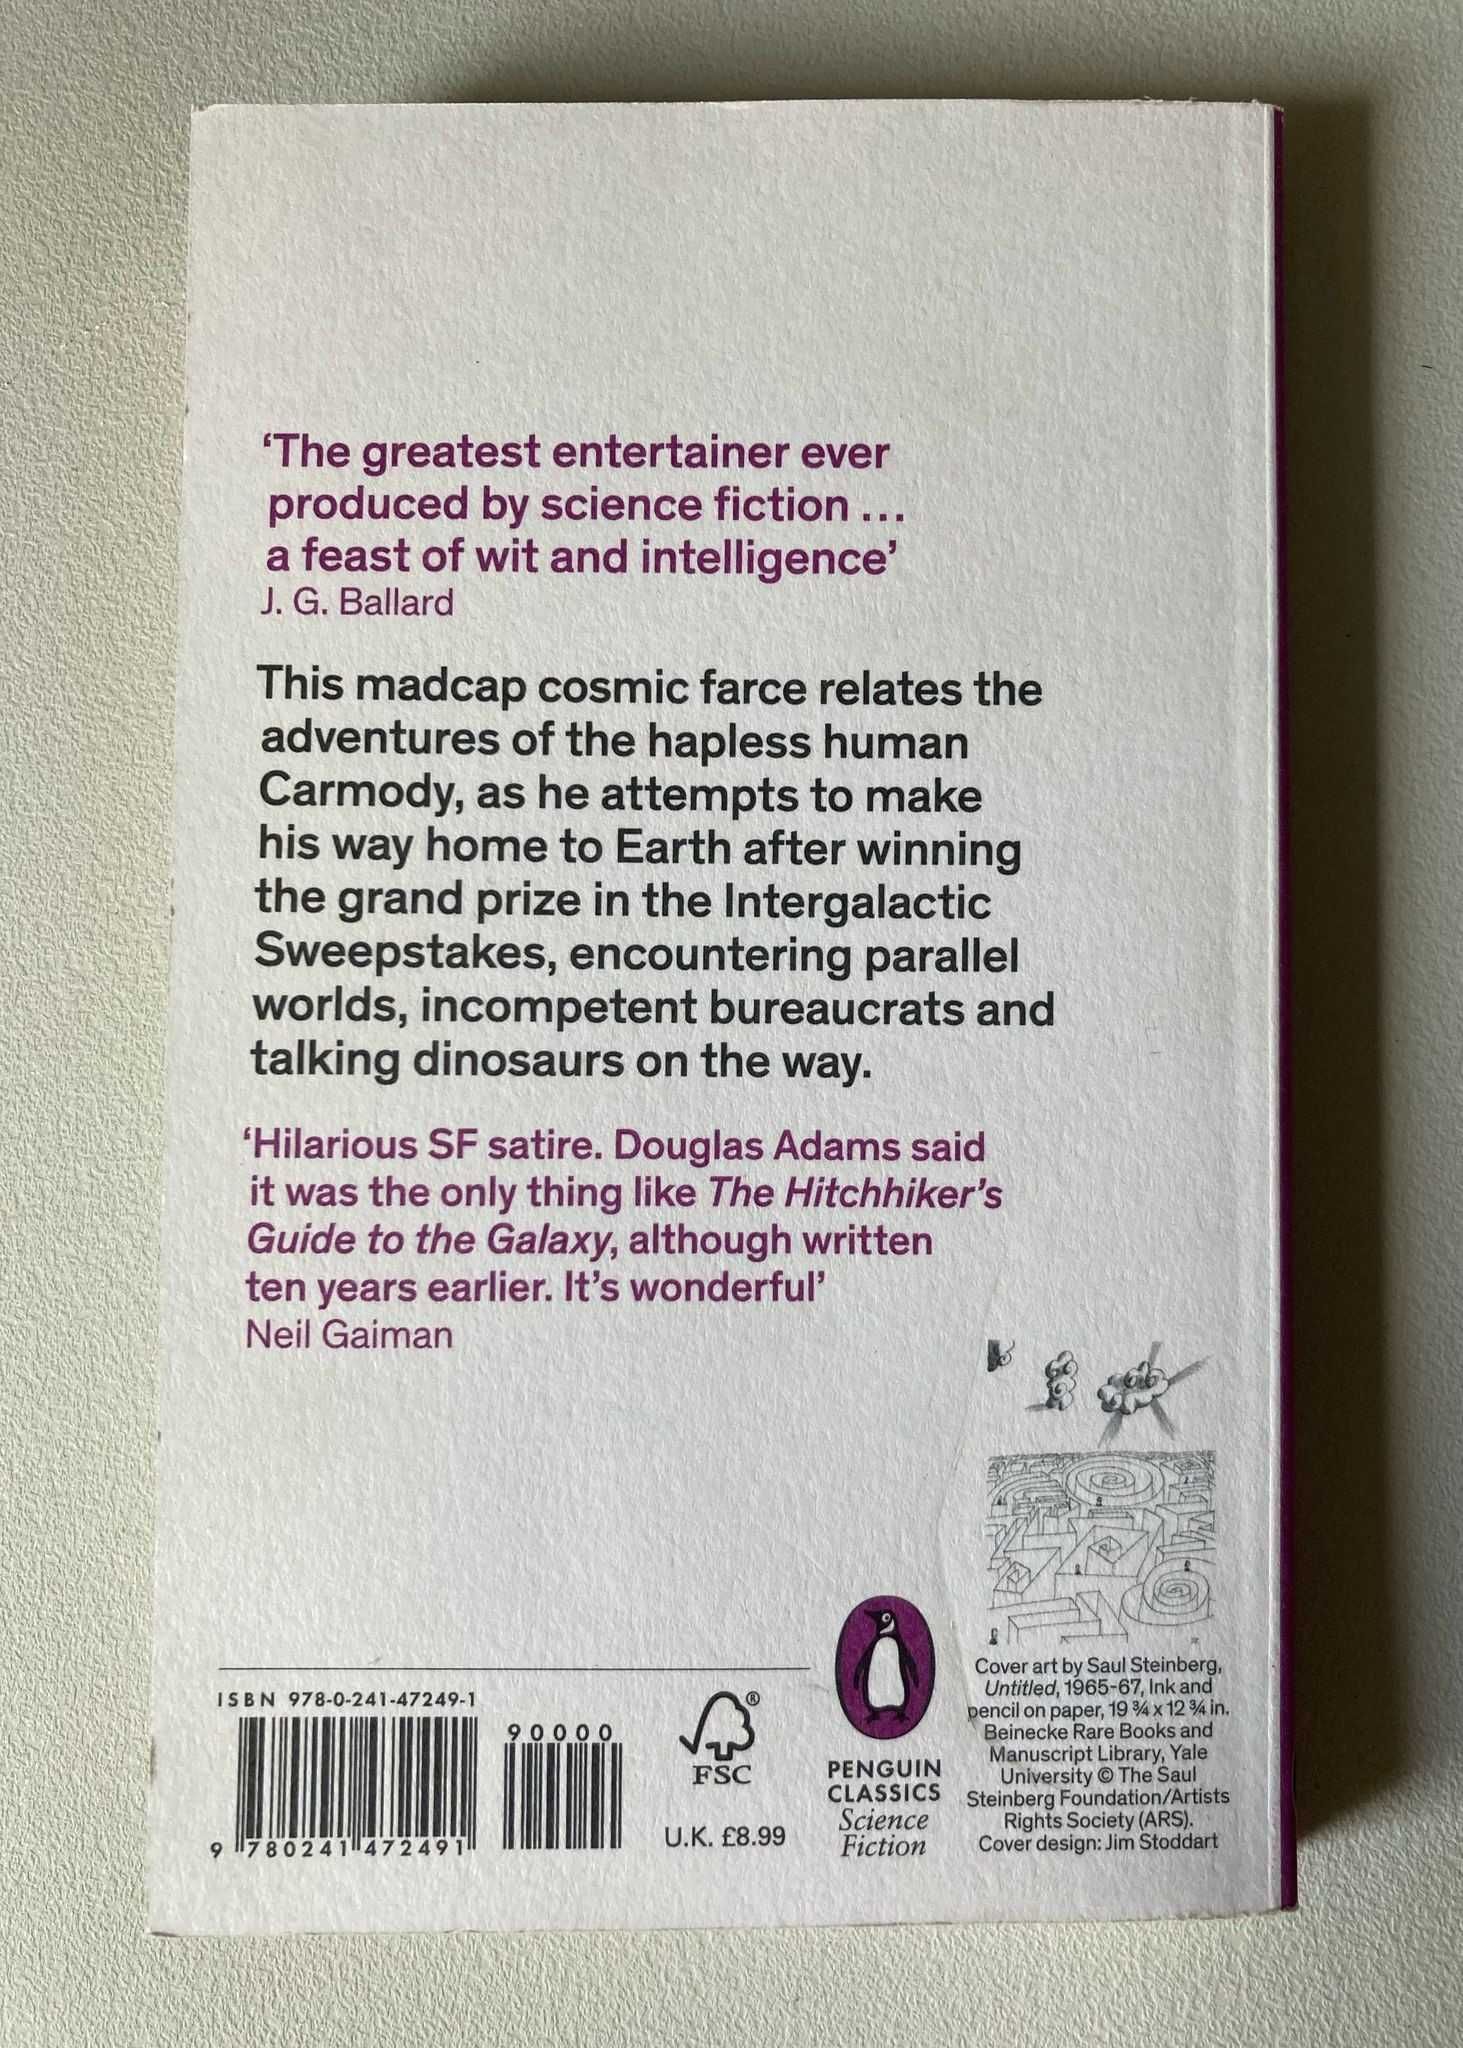 ‘The greatest entertainer ever
produced by science fiction ...
a feast of wit and intelligence’
J. G. Ballard
This madcap cosmic farce relates the
adventures of the hapless human
Carmody, as he attempts to make
his way home to Earth after winning
the grand prize in the Intergalactic
Sweepstakes, encountering parallel
worlds, incompetent bureaucrats and
talking dinosaurs on the way.
‘Hilarious SF satire. Douglas Adams said
it was the only thing like The Hitchhiker’s
Guide to the Galaxy, although written
ten years earlier. It’s wonderful’
Neil Gaiman
ISBN 978-0-241-47249-1
90000
9 780241 472491
®
FSC
U.K. £8.99
PENGUIN
CLASSICS
Science
Fiction
Cover art by Saul Steinberg,
Untitled, 1965-67, Ink and
pencil on paper, 19 ¾ x 12 ¾ in.
Beinecke Rare Books and
Manuscript Library, Yale
University © The Saul
Steinberg Foundation/Artists
Rights Society (ARS).
Cover design: Jim Stoddart